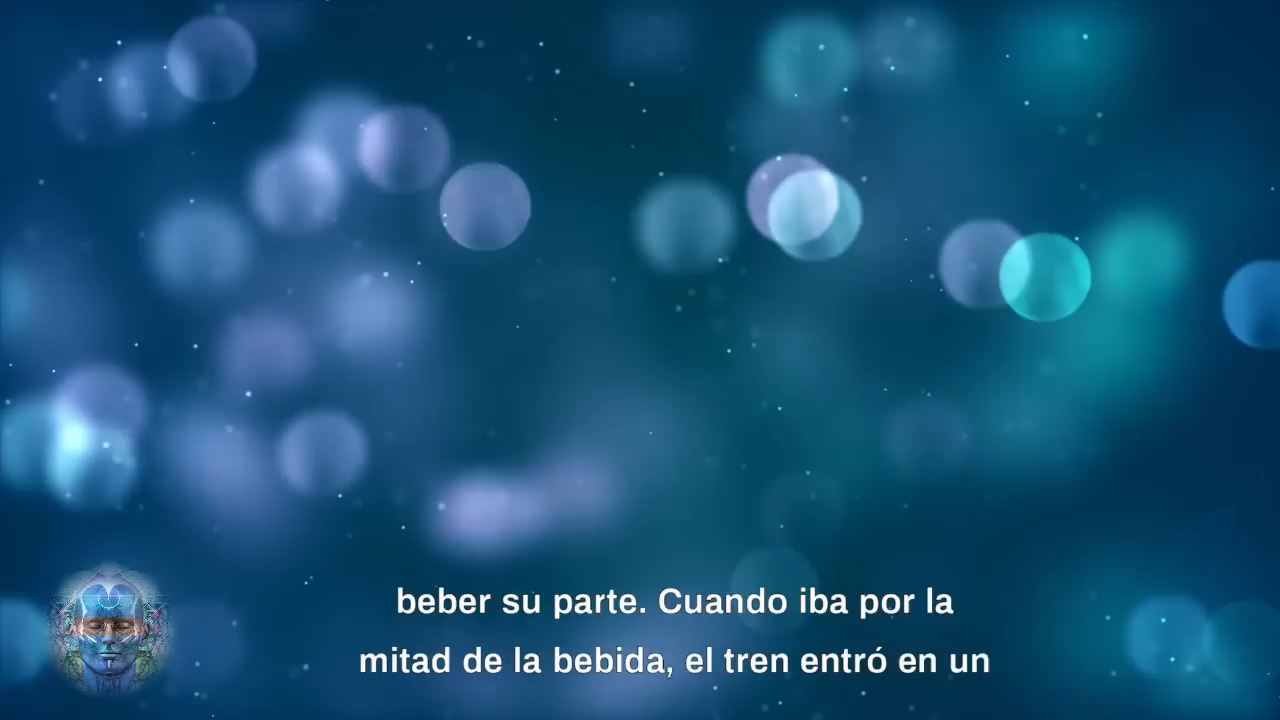 beber su parte. Cuando iba por la
mitad de la bebida, el tren entró en un